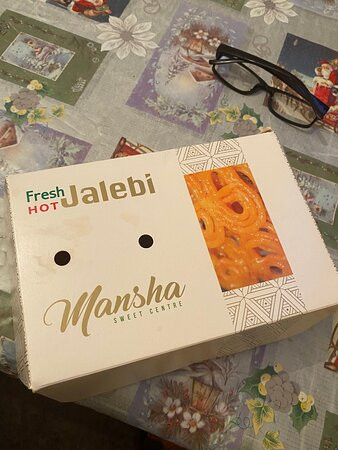 Fresh
HOT Jalebi
Mansha
SWEET CENTRE